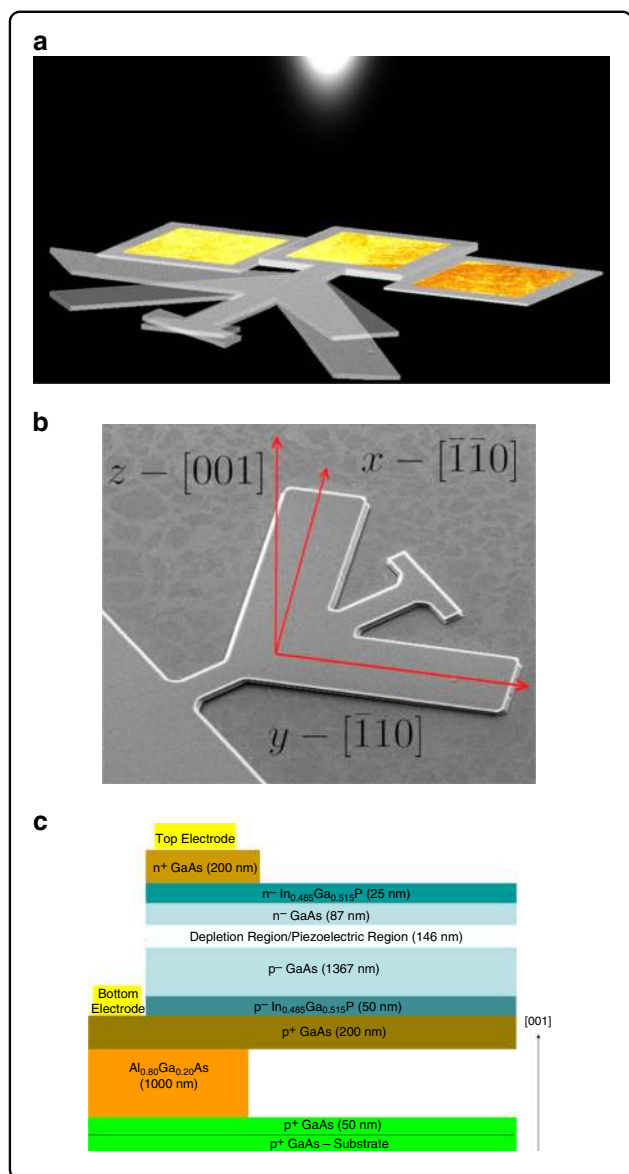 a
b
z – [001]
x – [1̄1̄0]
y – [1̄10]
c
Top Electrode
n⁺ GaAs (200 nm)
n⁻ In₀.₄₈₅Ga₀.₅₁₅P (25 nm)
n⁻ GaAs (87 nm)
Depletion Region/Piezoelectric Region (146 nm)
p⁻ GaAs (1367 nm)
Bottom
Electrode
p⁻ In₀.₄₈₅Ga₀.₅₁₅P (50 nm)
p⁺ GaAs (200 nm)
[001]
Al₀.₈₀Ga₀.₂₀As
(1000 nm)
p⁺ GaAs (50 nm)
p⁺ GaAs – Substrate